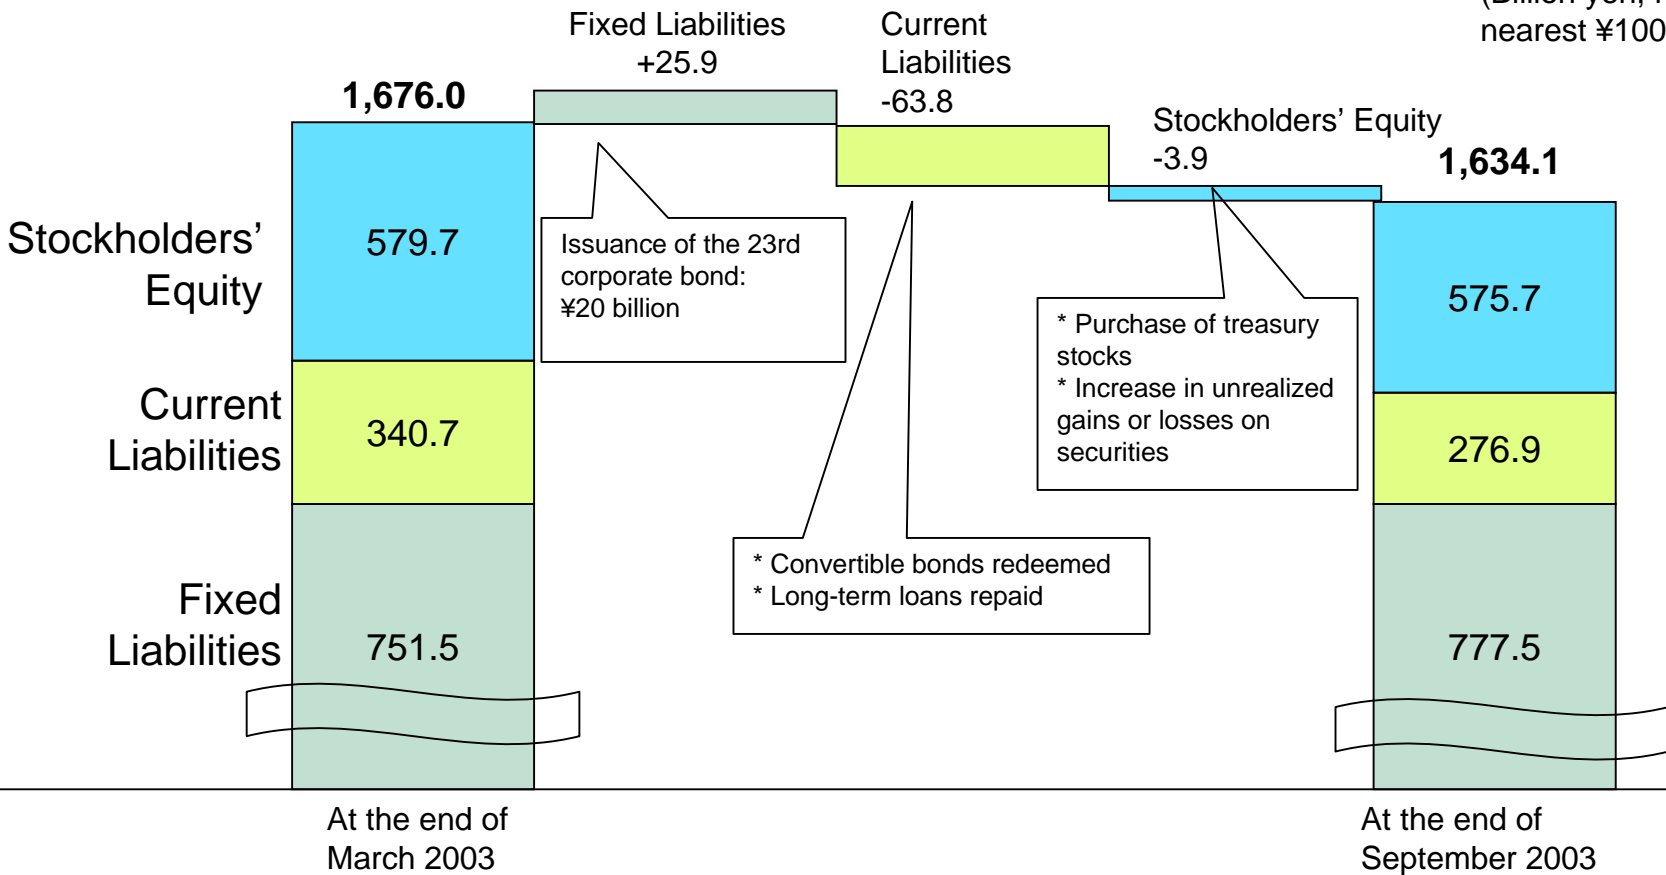 (Billion yen,
nearest ¥100
Fixed Liabilities
+25.9
Current
Liabilities
-63.8
Stockholders’ Equity
-3.9
1,676.0
1,634.1
Stockholders’
Equity
579.7
575.7
Issuance of the 23rd
corporate bond:
¥20 billion
* Purchase of treasury
stocks
* Increase in unrealized
gains or losses on
securities
Current
Liabilities
340.7
276.9
* Convertible bonds redeemed
* Long-term loans repaid
Fixed
Liabilities
751.5
777.5
At the end of
March 2003
At the end of
September 2003